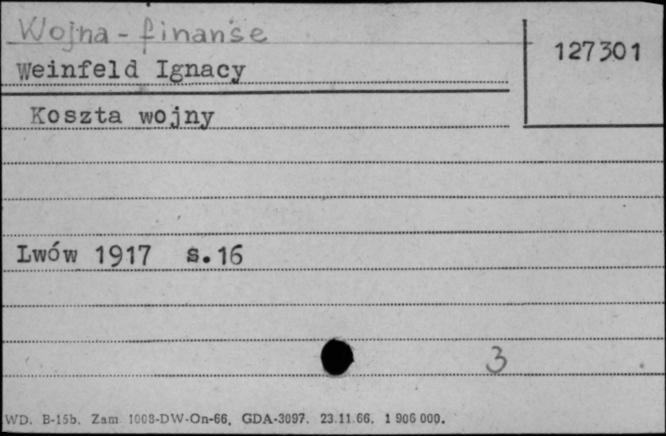 Wojna - finanse
127301
Weinfeld Ignacy
Koszta wojny
Lwów 1917 s.16
3
WD. B-15b. Zam 1008-DW-On-66. GDA-3097. 23.11.66. 1 906 000.